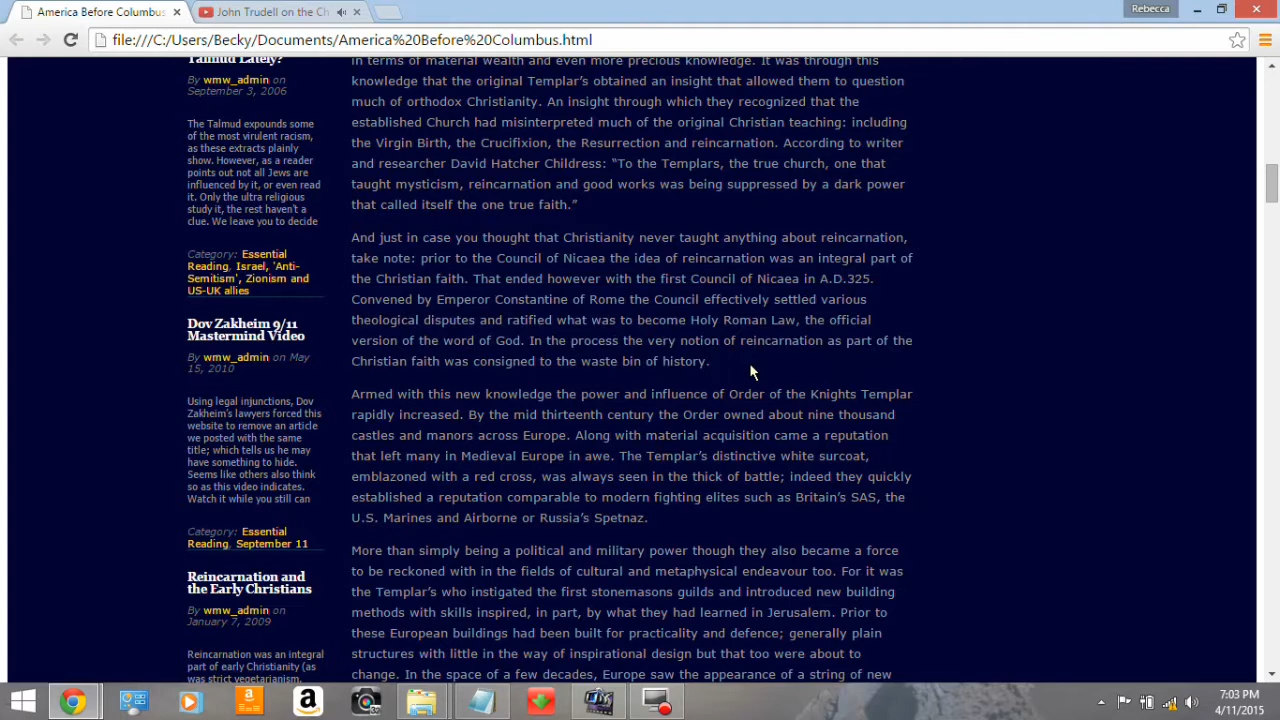 America Before Columbus
John Trudell on the Ch
Rebecca
file:///C:/Users/Becky/Documents/America%20Before%20Columbus.html
Talmud Lately?
By wmw_admin on
September 3, 2006
The Talmud expounds some
of the most virulent racism,
as these extracts plainly
show. However, as a reader
points out not all Jews are
influenced by it, or even read
it. Only the ultra religious
study it, the rest haven't a
clue. We leave you to decide
Category: Essential
Reading, Israel, 'Anti-
Semitism', Zionism and
US-UK allies
Dov Zakheim 9/11
Mastermind Video
By wmw_admin on May
15, 2010
Using legal injunctions, Dov
Zakheim's lawyers forced this
website to remove an article
we posted with the same
title; which tells us he may
have something to hide.
Seems like others also think
so as this video indicates.
Watch it while you still can
Category: Essential
Reading, September 11
Reincarnation and
the Early Christians
By wmw_admin on
January 7, 2009
Reincarnation was an integral
part of early Christianity (as
was strict vegetarianism.
in terms of material wealth and even more precious knowledge. It was through this
knowledge that the original Templar's obtained an insight that allowed them to question
much of orthodox Christianity. An insight through which they recognized that the
established Church had misinterpreted much of the original Christian teaching: including
the Virgin Birth, the Crucifixion, the Resurrection and reincarnation. According to writer
and researcher David Hatcher Childress: “To the Templars, the true church, one that
taught mysticism, reincarnation and good works was being suppressed by a dark power
that called itself the one true faith.”
And just in case you thought that Christianity never taught anything about reincarnation,
take note: prior to the Council of Nicaea the idea of reincarnation was an integral part of
the Christian faith. That ended however with the first Council of Nicaea in A.D.325.
Convened by Emperor Constantine of Rome the Council effectively settled various
theological disputes and ratified what was to become Holy Roman Law, the official
version of the word of God. In the process the very notion of reincarnation as part of the
Christian faith was consigned to the waste bin of history.
Armed with this new knowledge the power and influence of Order of the Knights Templar
rapidly increased. By the mid thirteenth century the Order owned about nine thousand
castles and manors across Europe. Along with material acquisition came a reputation
that left many in Medieval Europe in awe. The Templar's distinctive white surcoat,
emblazoned with a red cross, was always seen in the thick of battle; indeed they quickly
established a reputation comparable to modern fighting elites such as Britain's SAS, the
U.S. Marines and Airborne or Russia's Spetnaz.
More than simply being a political and military power though they also became a force
to be reckoned with in the fields of cultural and metaphysical endeavour too. For it was
the Templar's who instigated the first stonemasons guilds and introduced new building
methods with skills inspired, in part, by what they had learned in Jerusalem. Prior to
these European buildings had been built for practicality and defence; generally plain
structures with little in the way of inspirational design but that too were about to
change. In the space of a few decades, Europe saw the appearance of a string of new
7:03 PM
4/11/2015